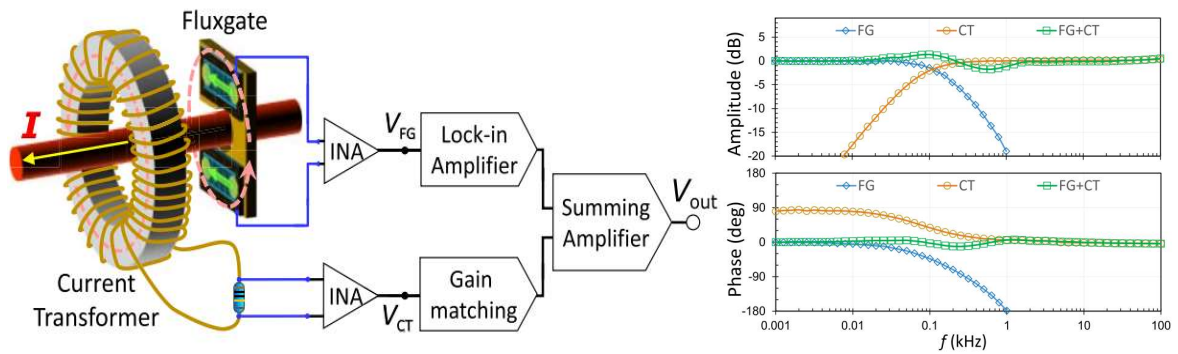 Fluxgate
I
INA
V_FG
Lock-in
Amplifier
Current
Transformer
INA
V_CT
Gain
matching
Summing
Amplifier
V_out
FG CT FG+CT
Amplitude (dB)
5
0
-5
-10
-15
-20
FG CT FG+CT
Phase (deg)
180
90
0
-90
-180
0.001 0.01 0.1 1 10 100
f (kHz)